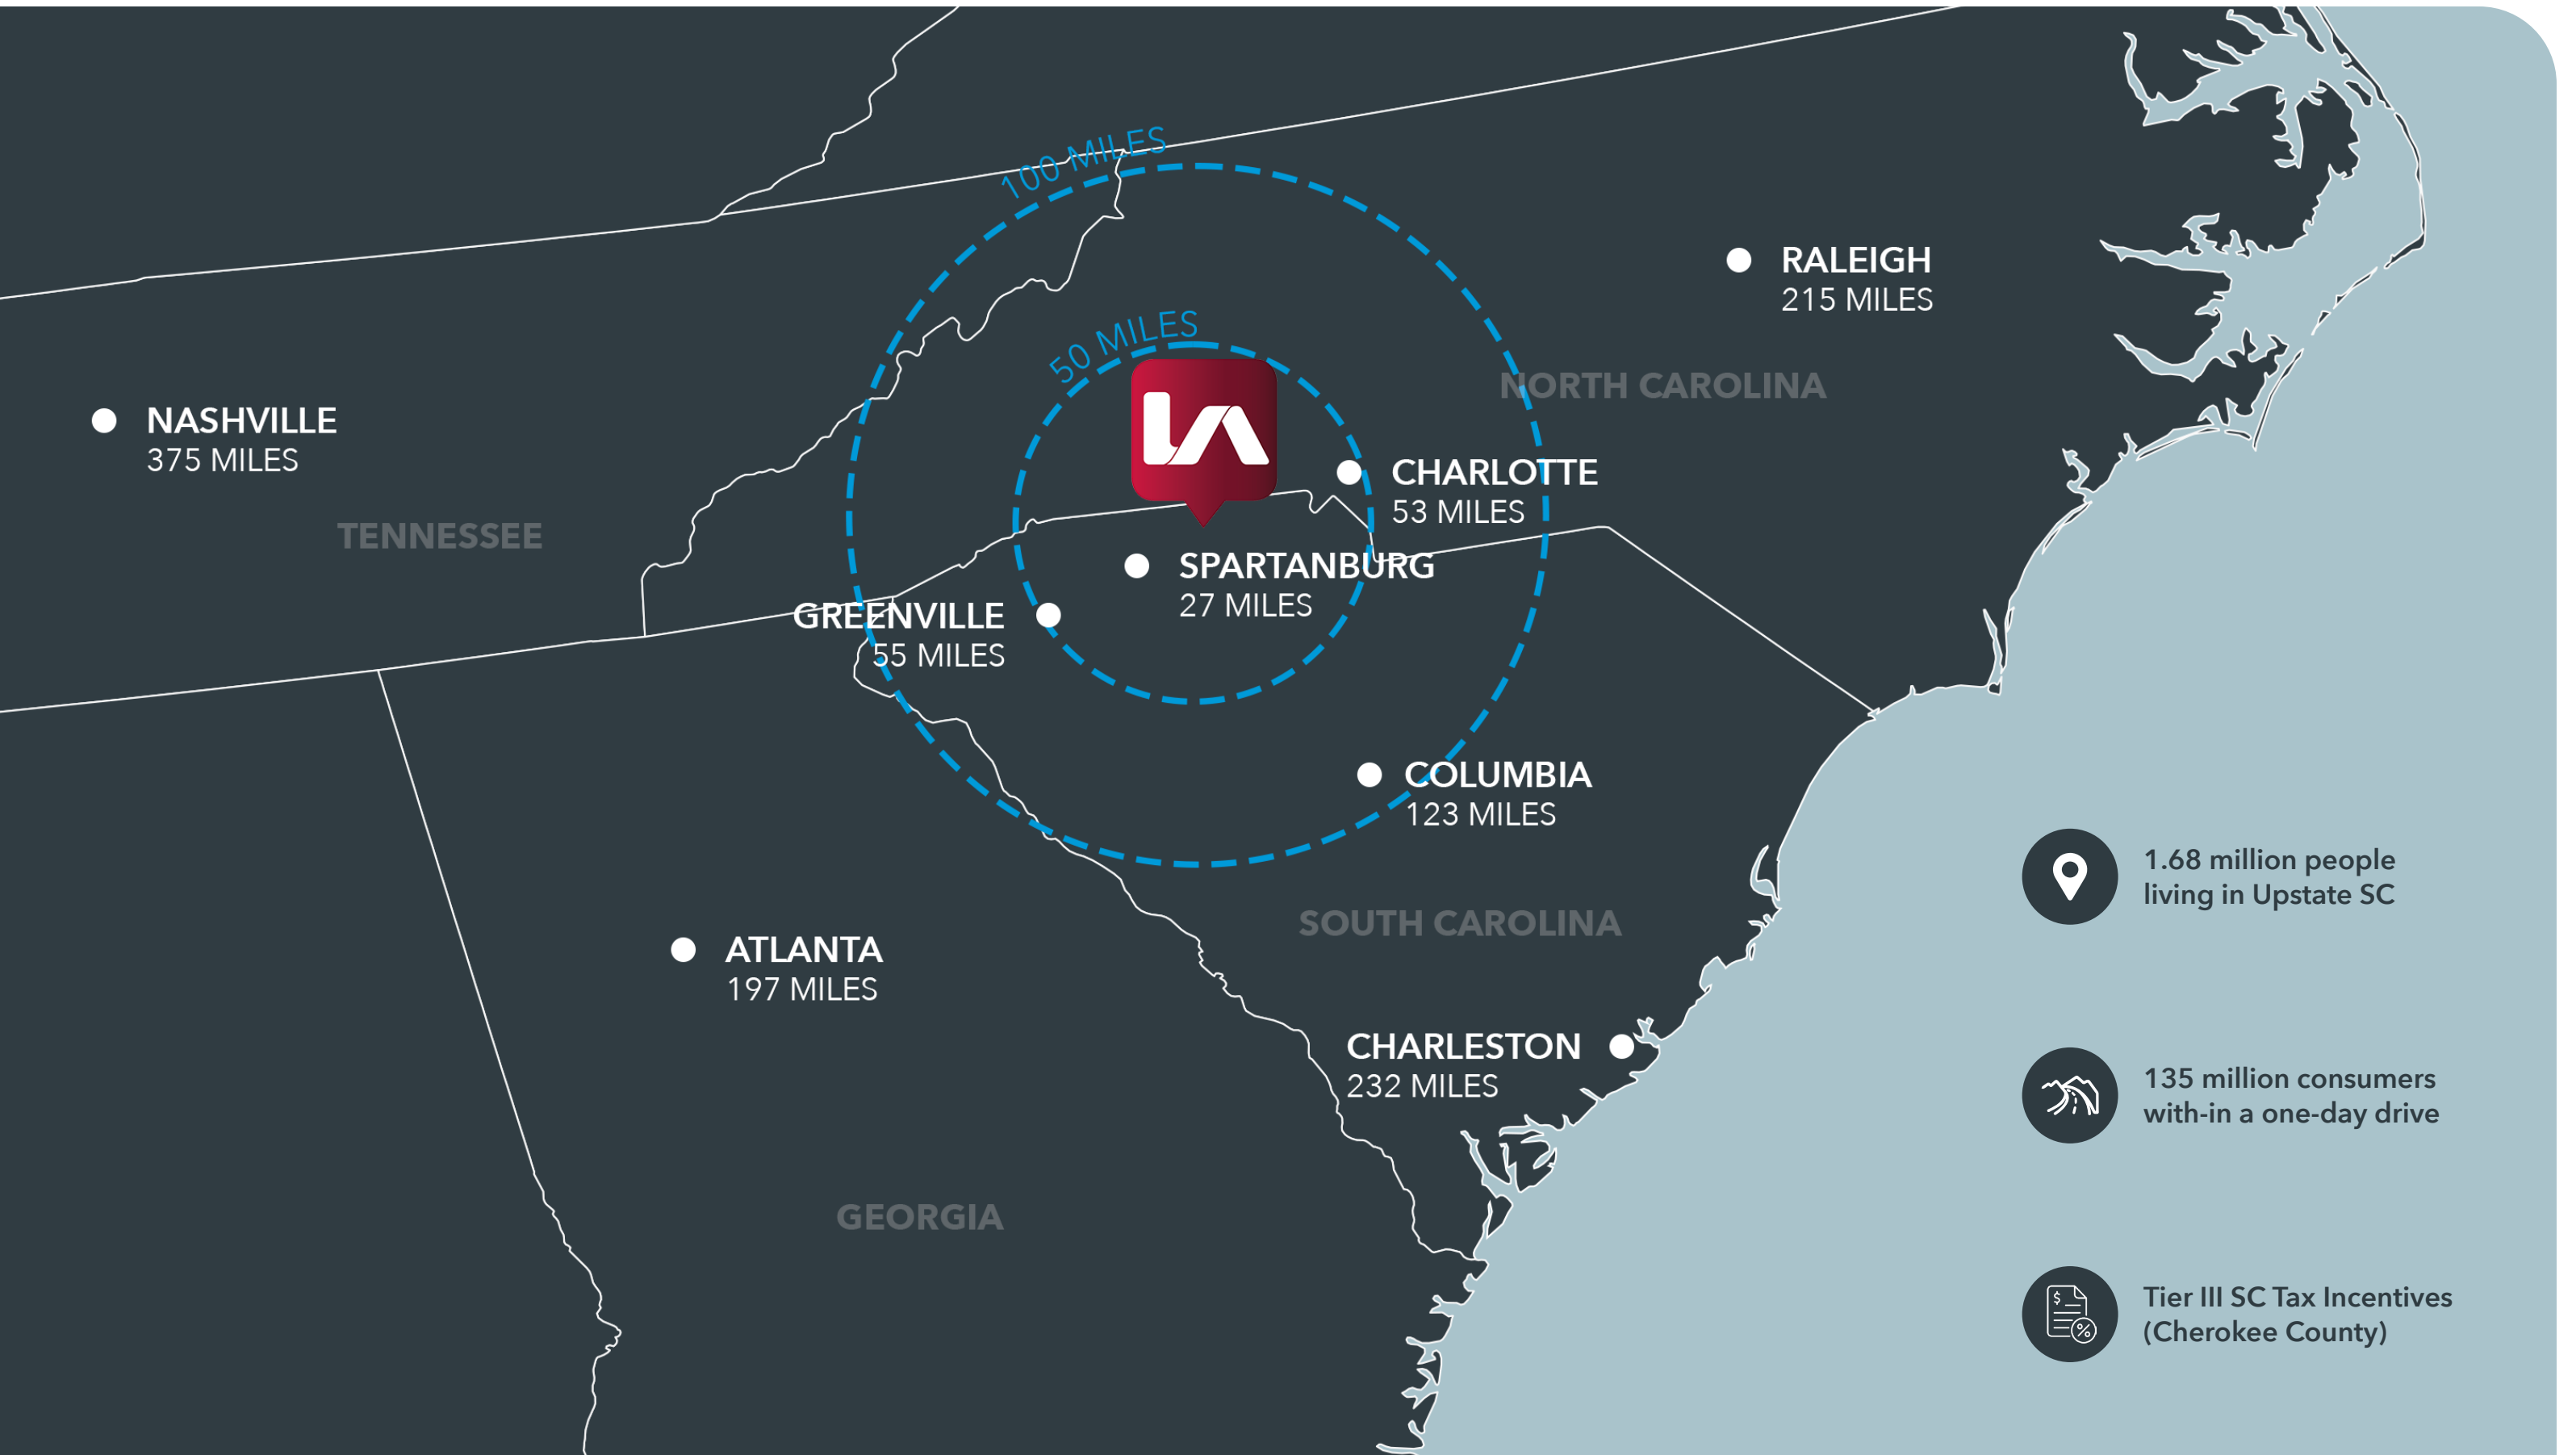 100 MILES
RALEIGH
215 MILES
50 MILES
NORTH CAROLINA
NASHVILLE
375 MILES
CHARLOTTE
53 MILES
TENNESSEE
SPARTANBURG
27 MILES
GREENVILLE
55 MILES
COLUMBIA
123 MILES
SOUTH CAROLINA
ATLANTA
197 MILES
CHARLESTON
232 MILES
GEORGIA
1.68 million people
living in Upstate SC
135 million consumers
with-in a one-day drive
$
%
Tier III SC Tax Incentives
(Cherokee County)